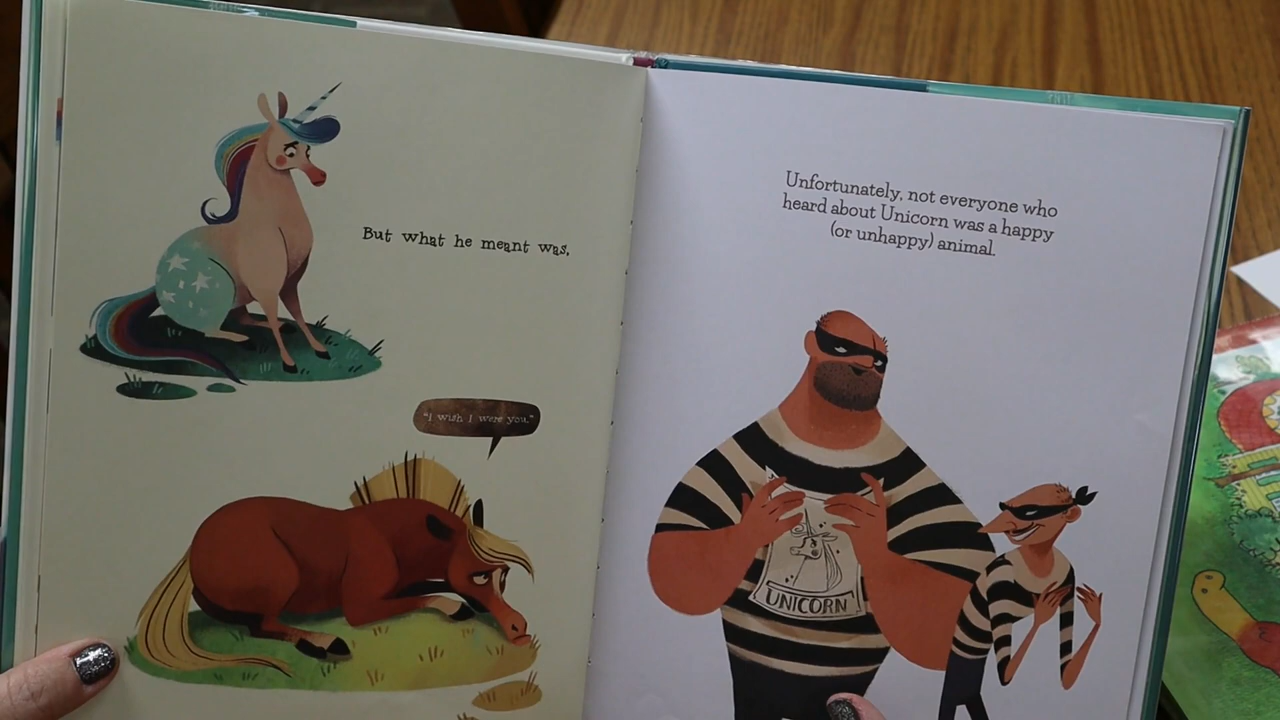 But what he meant was,
"I wish I were you."
Unfortunately, not everyone who
heard about Unicorn was a happy
(or unhappy) animal.
UNICORN